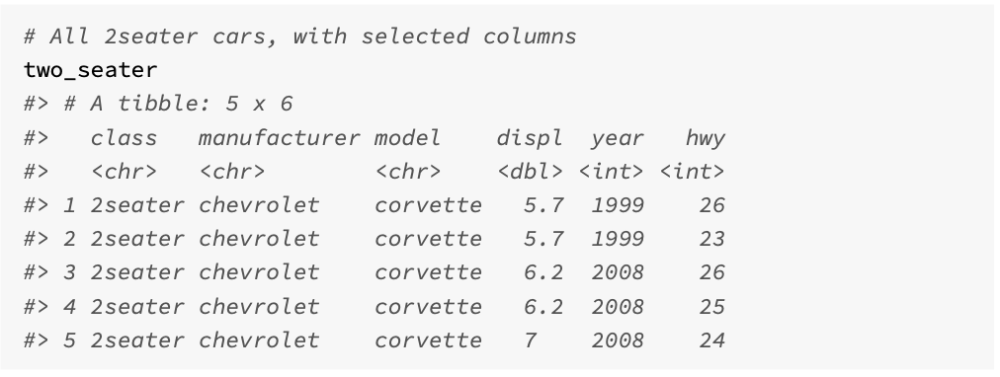 # All 2seater cars, with selected columns
two_seater
#> # A tibble: 5 x 6
#>   class   manufacturer model    displ  year   hwy
#>   <chr>   <chr>        <chr>    <dbl> <int> <int>
#> 1 2seater chevrolet    corvette   5.7  1999    26
#> 2 2seater chevrolet    corvette   5.7  1999    23
#> 3 2seater chevrolet    corvette   6.2  2008    26
#> 4 2seater chevrolet    corvette   6.2  2008    25
#> 5 2seater chevrolet    corvette   7    2008    24